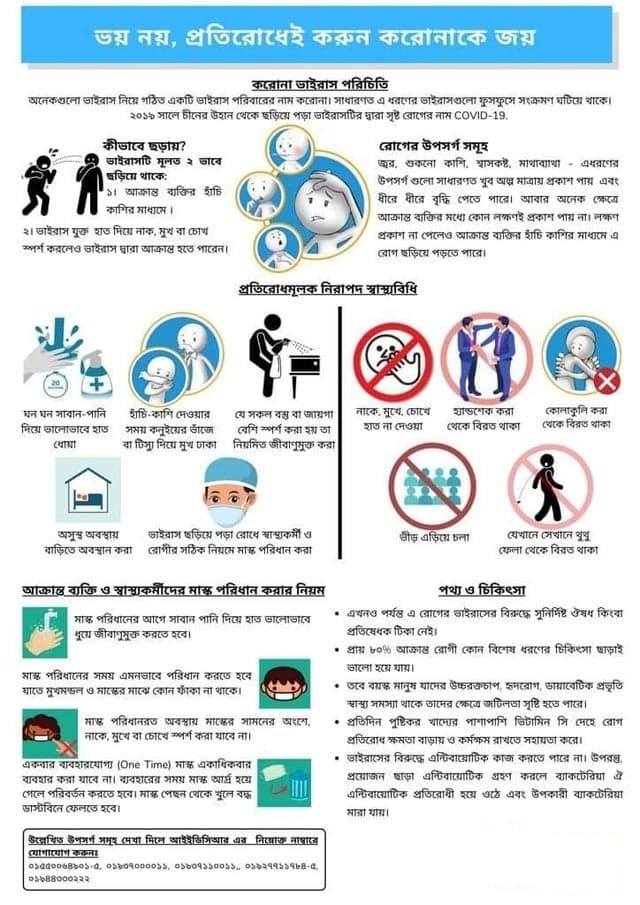 ভয় নয়, প্রতিরোধেই করুন করোনাকে জয়
করোনা ভাইরাস পরিচিতি
অনেকগুলো ভাইরাস নিয়ে গঠিত একটি ভাইরাস পরিবারের নাম করোনা। সাধারণত এ ধরণের ভাইরাসগুলো ফুসফুসে সংক্রমণ ঘটিয়ে থাকে।
২০১৯ সালে চীনের উহান থেকে ছড়িয়ে পড়া ভাইরাসটির দ্বারা সৃষ্ট রোগের নাম COVID-19.
কীভাবে ছড়ায়?
ভাইরাসটি মূলত ২ ভাবে
ছড়িয়ে থাকে:
১। আক্রান্ত ব্যক্তির হাঁচি
কাশির মাধ্যমে ।
২। ভাইরাস যুক্ত হাত দিয়ে নাক, মুখ বা চোখ
স্পর্শ করলেও ভাইরাস দ্বারা আক্রান্ত হতে পারেন।
রোগের উপসর্গ সমূহ
জ্বর, শুকনো কাশি, শ্বাসকষ্ট, মাথাব্যাথা - এধরণের
উপসর্গ গুলো সাধারণত খুব অল্প মাত্রায় প্রকাশ পায় এবং
ধীরে ধীরে বৃদ্ধি পেতে পারে। আবার অনেক ক্ষেত্রে
আক্রান্ত ব্যক্তির মধ্যে কোন লক্ষণই প্রকাশ পায় না। লক্ষণ
প্রকাশ না পেলেও আক্রান্ত ব্যক্তির হাঁচি কাশির মাধ্যমে এ
রোগ ছড়িয়ে পড়তে পারে।
প্রতিরোধমূলক নিরাপদ স্বাস্থ্যবিধি
20
ঘন ঘন সাবান-পানি
দিয়ে ভালোভাবে হাত
ধোয়া
হাঁচি-কাশি দেওয়ার
সময় কনুইয়ের ভাঁজে
বা টিস্যু দিয়ে মুখ ঢাকা
যে সকল বস্তু বা জায়গা
বেশি স্পর্শ করা হয় তা
নিয়মিত জীবাণুমুক্ত করা
নাকে, মুখে, চোখে
হাত না দেওয়া
হ্যান্ডশেক করা
থেকে বিরত থাকা
কোলাকুলি করা
থেকে বিরত থাকা
অসুস্থ অবস্থায়
বাড়িতে অবস্থান করা
ভাইরাস ছড়িয়ে পড়া রোধে স্বাস্থ্যকর্মী ও
রোগীর সঠিক নিয়মে মাস্ক পরিধান করা
ভীড় এড়িয়ে চলা
যেখানে সেখানে থুথু
ফেলা থেকে বিরত থাকা
আক্রান্ত ব্যক্তি ও স্বাস্থ্যকর্মীদের মাস্ক পরিধান করার নিয়ম
মাস্ক পরিধানের আগে সাবান পানি দিয়ে হাত ভালোভাবে
ধুয়ে জীবাণুমুক্ত করতে হবে।
মাস্ক পরিধানের সময় এমনভাবে পরিধান করতে হবে
যাতে মুখমন্ডল ও মাস্কের মাঝে কোন ফাঁকা না থাকে।
মাস্ক পরিধানরত অবস্থায় মাস্কের সামনের অংশে,
নাকে, মুখে বা চোখে স্পর্শ করা যাবে না।
একবার ব্যবহারযোগ্য (One Time) মাস্ক একাধিকবার
ব্যবহার করা যাবে না। ব্যবহারের সময় মাস্ক আর্দ্র হয়ে
গেলে পরিবর্তন করতে হবে। মাস্ক পেছন থেকে খুলে বদ্ধ
ডাস্টবিনে ফেলতে হবে।
পথ্য ও চিকিৎসা
• এখনও পর্যন্ত এ রোগের ভাইরাসের বিরুদ্ধে সুনির্দিষ্ট ঔষধ কিংবা
প্রতিষেধক টিকা নেই।
• প্রায় ৮০% আক্রান্ত রোগী কোন বিশেষ ধরণের চিকিৎসা ছাড়াই
ভালো হয়ে যায়।
• তবে বয়স্ক মানুষ যাদের উচ্চরক্তচাপ, হৃদরোগ, ডায়াবেটিক প্রভৃতি
স্বাস্থ্য সমস্যা থাকে তাদের ক্ষেত্রে জটিলতা সৃষ্টি হতে পারে।
• প্রতিদিন পুষ্টিকর খাদ্যের পাশাপাশি ভিটামিন সি দেহে রোগ
প্রতিরোধ ক্ষমতা বাড়ায় ও কর্মক্ষম রাখতে সহায়তা করে।
• ভাইরাসের বিরুদ্ধে এন্টিবায়োটিক কাজ করতে পারে না। উপরন্তু,
প্রয়োজন ছাড়া এন্টিবায়োটিক গ্রহণ করলে ব্যাকটেরিয়া ঐ
এন্টিবায়োটিক প্রতিরোধী হয়ে ওঠে এবং উপকারী ব্যাকটেরিয়া
মারা যায়।
উল্লেখিত উপসর্গ সমূহ দেখা দিলে আইইডিসিআর এর নিম্নোক্ত নাম্বারে
যোগাযোগ করুনঃ
০১৫৫০০৬৪৯০১-৫, ০১৯৩৭০০০০১১, ০১৯৩৭১১০০১১,, ০১৯২৭৭১১৭৮৪-৫,
০১৯৪৪৩৩৩২২২